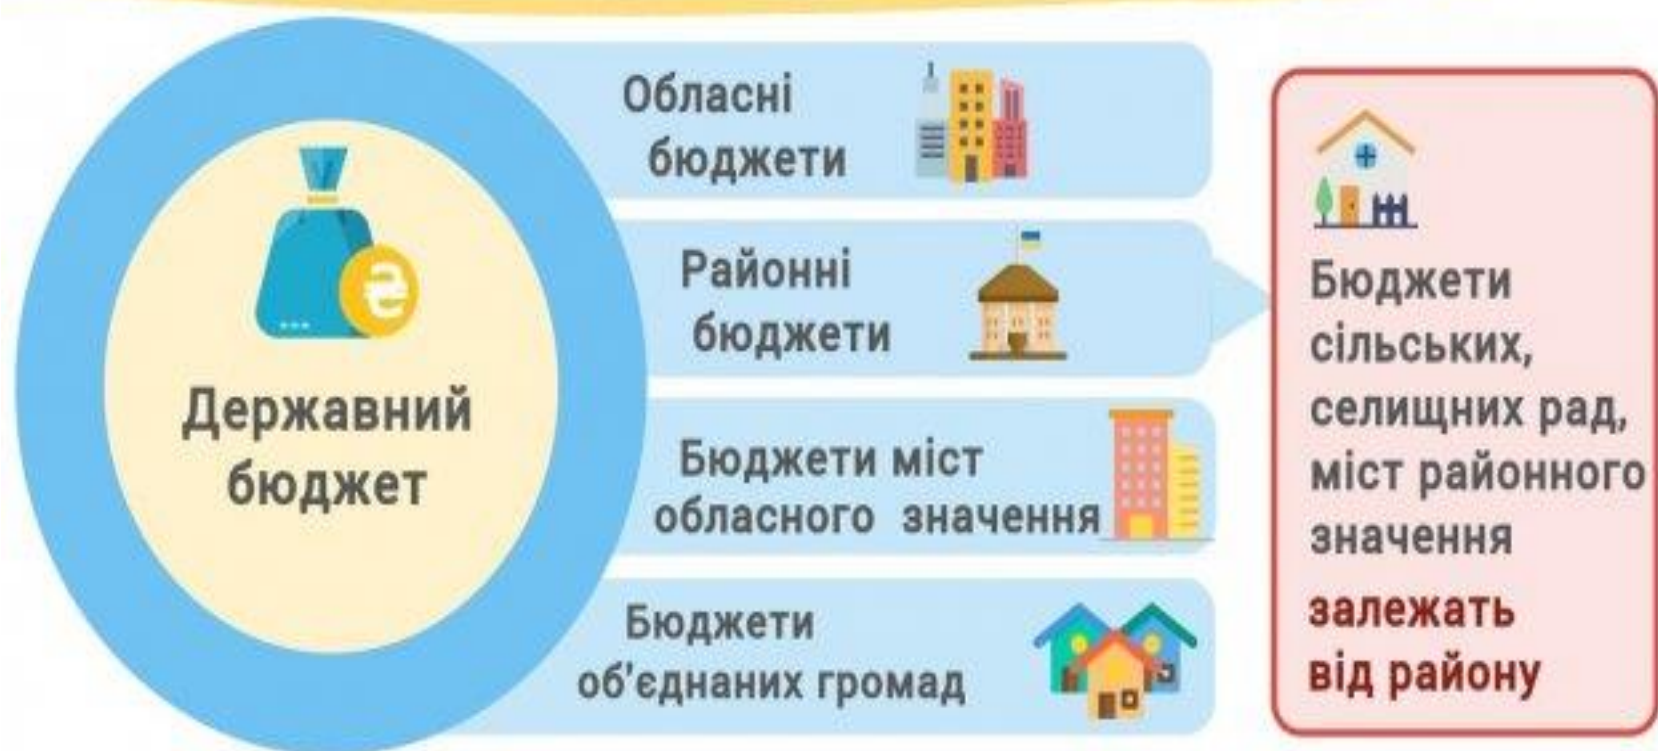 Державний
бюджет
Обласні
бюджети
Районні
бюджети
Бюджети міст
обласного значення
Бюджети
об'єднаних громад
Бюджети
сільських,
селищних рад,
міст районного
значення
залежать
від району